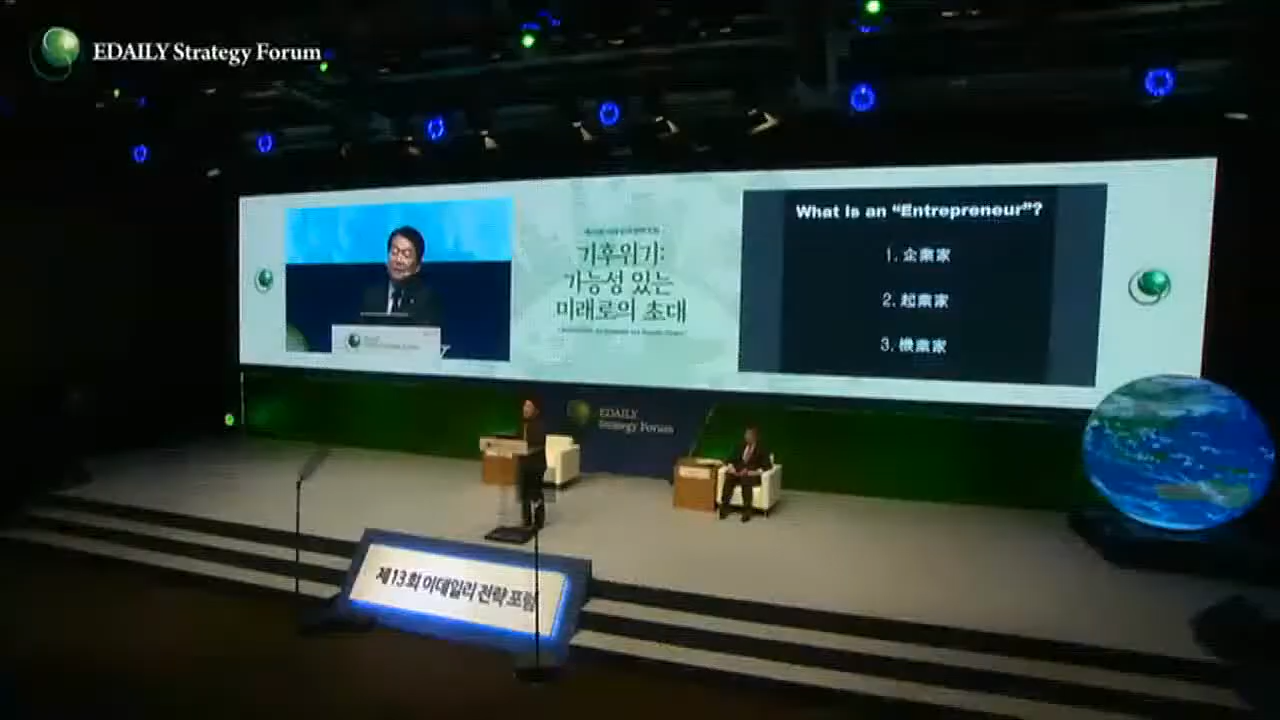 EDAILY Strategy Forum
기후위기:
가능성 있는
미래로의 초대
What is an “Entrepreneur”?
1. 企業家
2. 起業家
3. 機業家
EDAILY
Strategy Forum
제13회 이데일리 전략 포럼